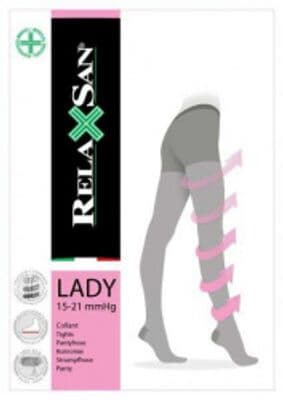 RELAXSAN®
LADY
15-21 mmHg
Collant
Tights
Pantyhose
Strumpfhose
Panty